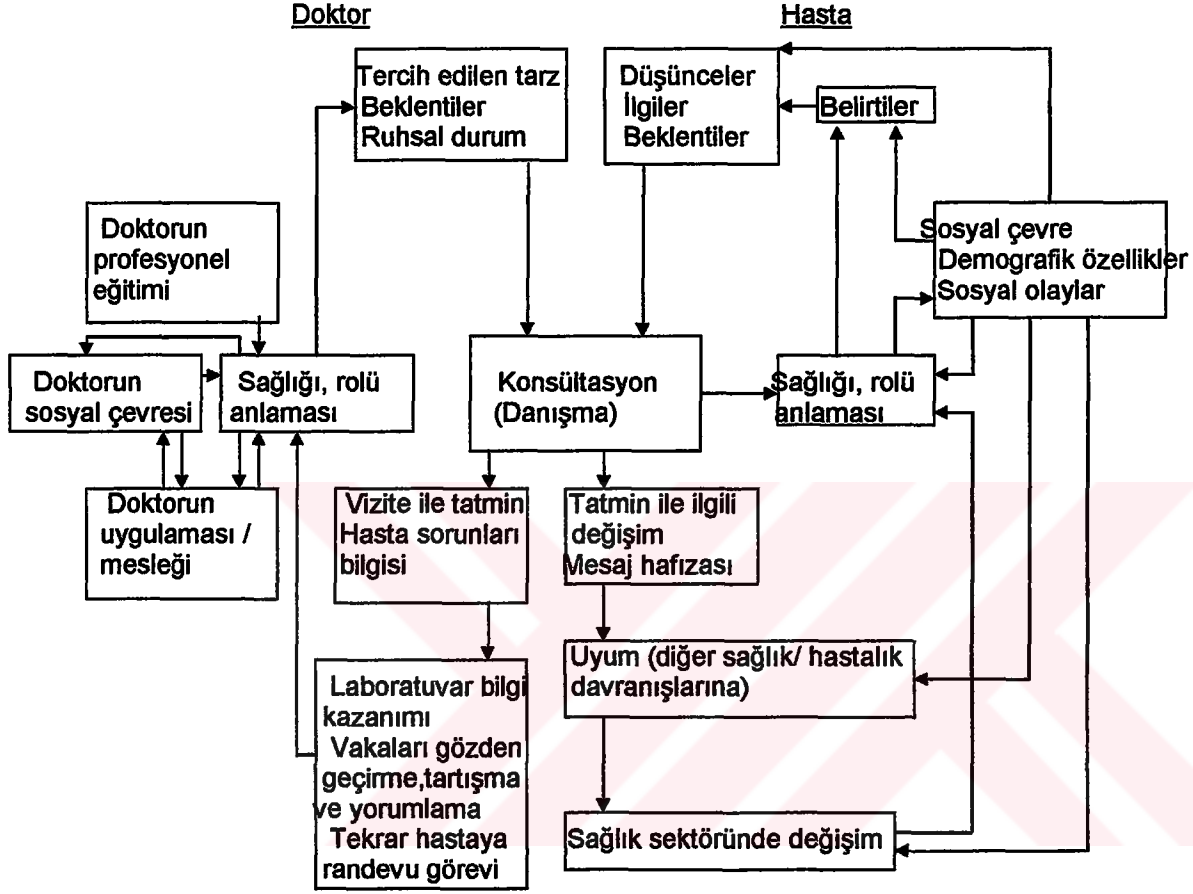 Doktor
Hasta
Tercih edilen tarz
Beklentiler
Ruhsal durum
Düşünceler
İlgiler
Beklentiler
Belirtiler
Doktorun
profesyonel
eğitimi
Sosyal çevre
Demografik özellikler
Sosyal olaylar
Doktorun
sosyal çevresi
Sağlığı, rolü
anlaması
Konsültasyon
(Danışma)
Sağlığı, rolü
anlaması
Doktorun
uygulaması /
mesleği
Vizite ile tatmin
Hasta sorunları
bilgisi
Tatmin ile ilgili
değişim
Mesaj hafızası
Laboratuvar bilgi
kazanımı
Vakaları gözden
geçirme,tartışma
ve yorumlama
Tekrar hastaya
randevu görevi
Uyum (diğer sağlık/ hastalık
davranışlarına)
Sağlık sektöründe değişim